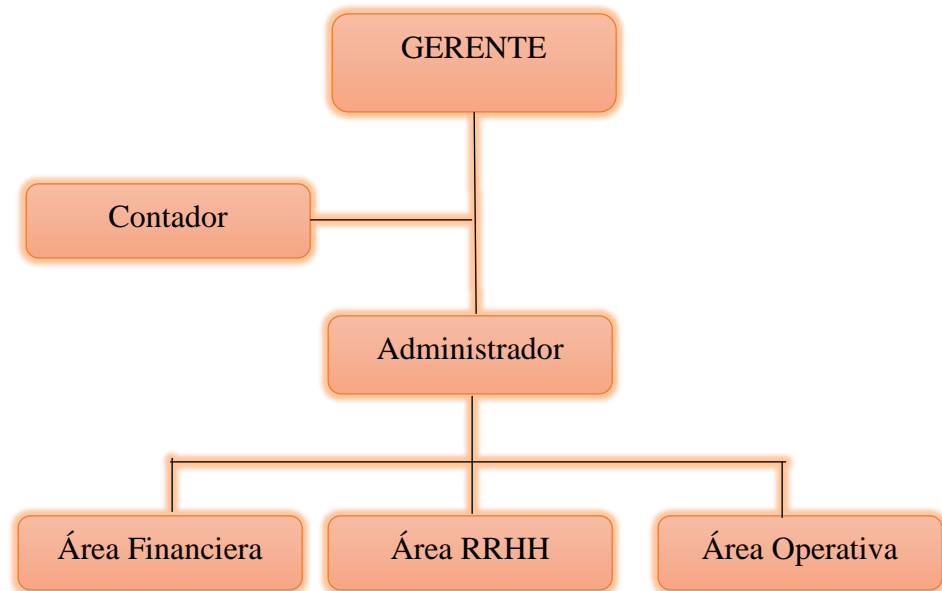 GERENTE
Contador
Administrador
Área Financiera
Área RRHH
Área Operativa